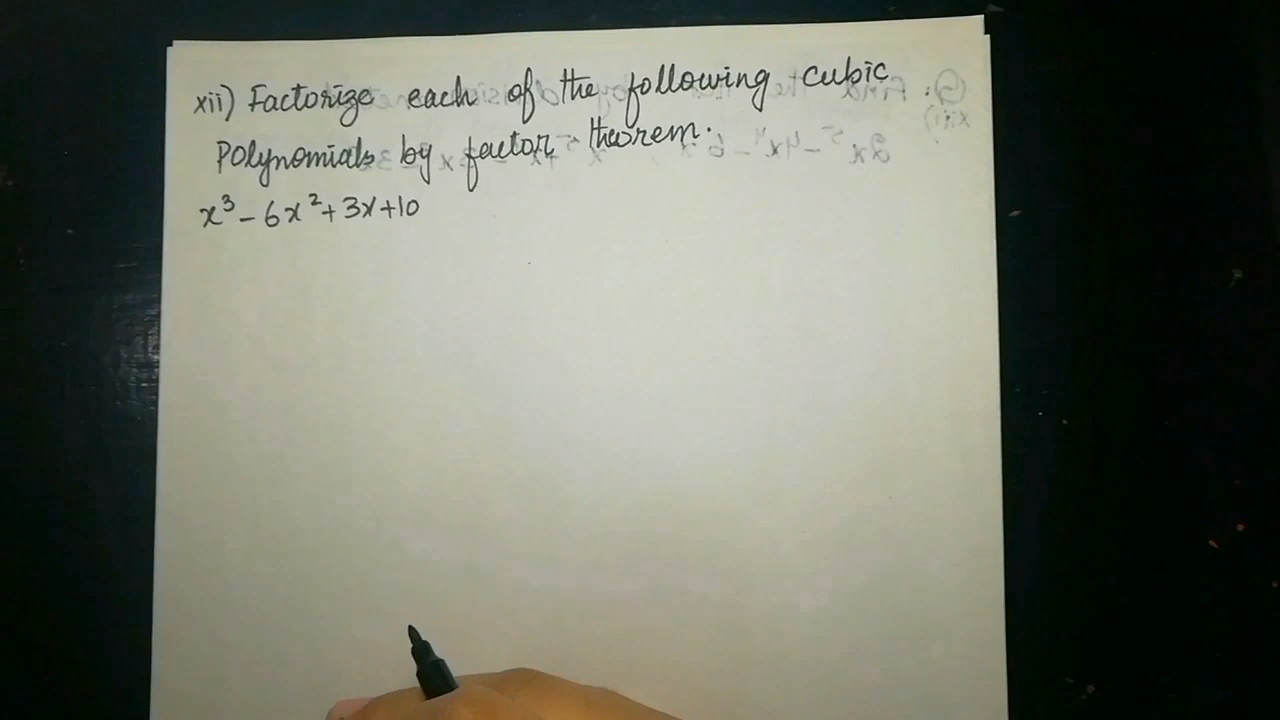 xii) Factorize each of the following cubic
Polynomials by factor theorem.
x³ - 6x² + 3x + 10